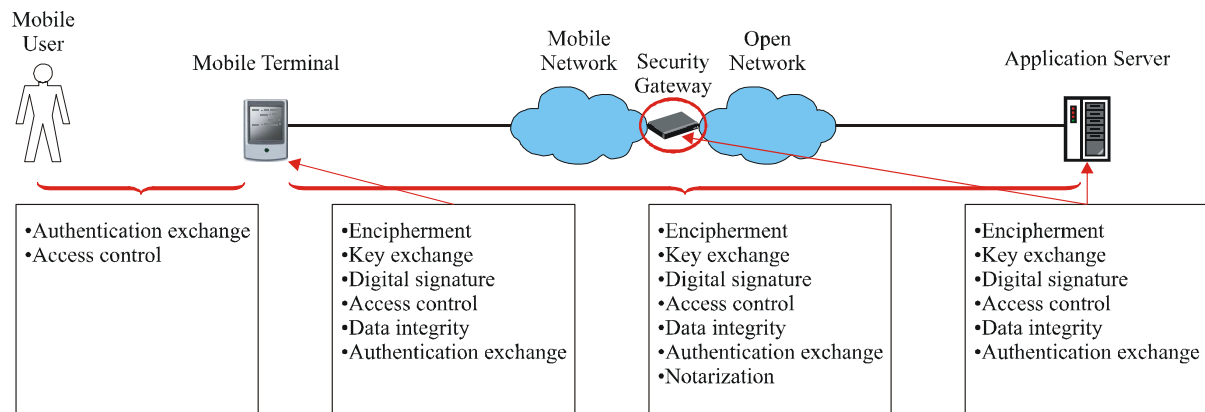 Mobile
User
Mobile Terminal
Mobile
Network
Security
Gateway
Open
Network
Application Server
•Authentication exchange
•Access control
•Encipherment
•Key exchange
•Digital signature
•Access control
•Data integrity
•Authentication exchange
•Encipherment
•Key exchange
•Digital signature
•Access control
•Data integrity
•Authentication exchange
•Notarization
•Encipherment
•Key exchange
•Digital signature
•Access control
•Data integrity
•Authentication exchange